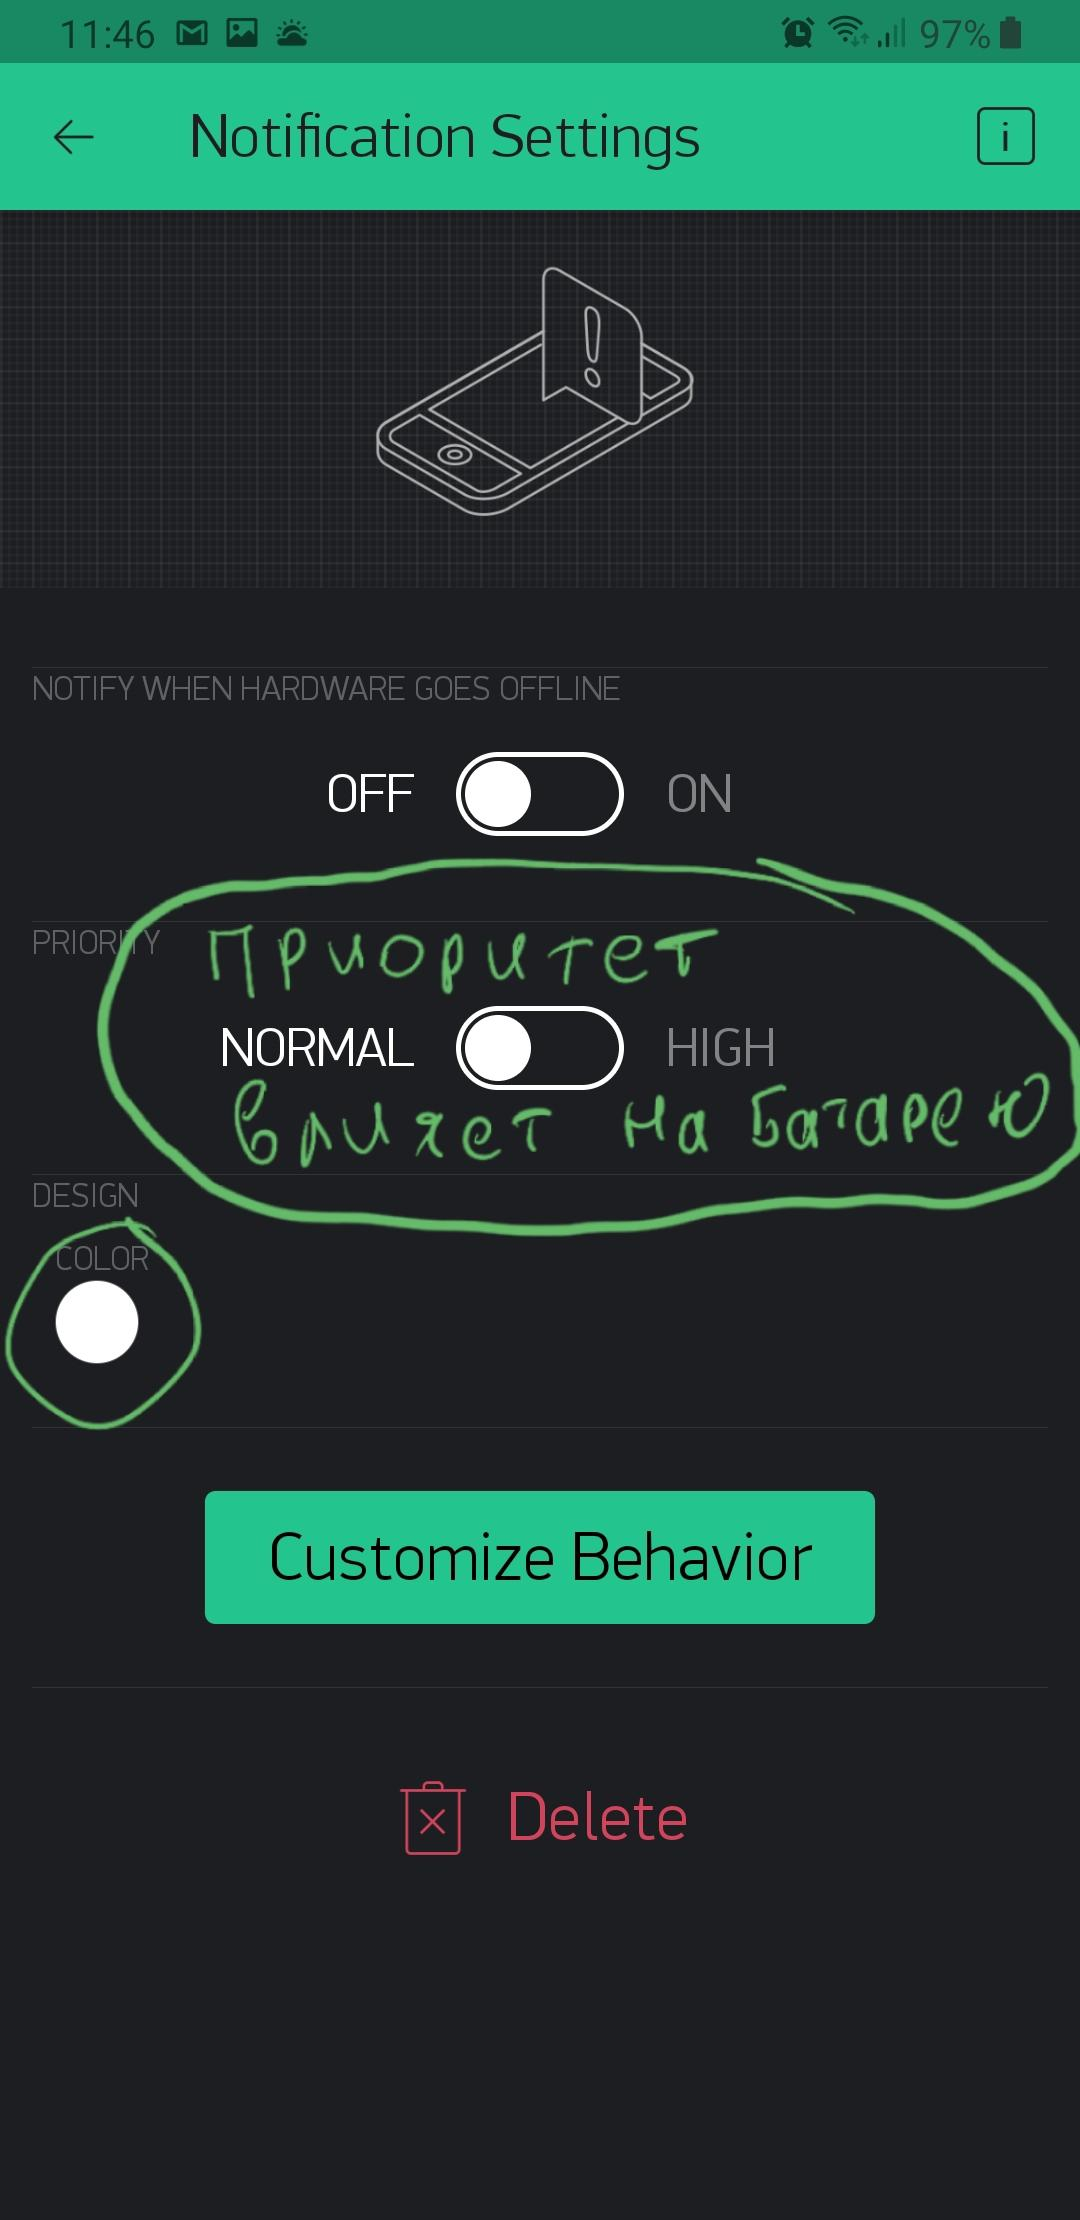 11:46 97%
Notification Settings i
NOTIFY WHEN HARDWARE GOES OFFLINE
OFF ON
PRIORITY Приоритет
NORMAL HIGH
влияет на батарею
DESIGN
COLOR
Customize Behavior
Delete